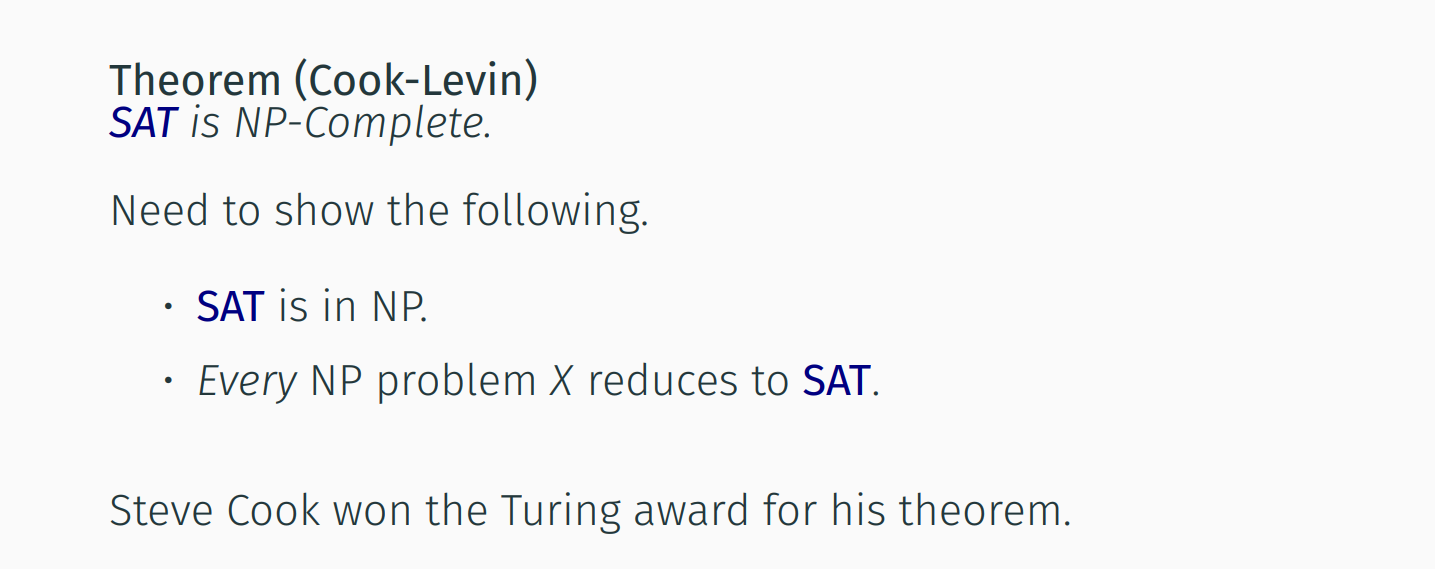 Theorem (Cook-Levin)
SAT is NP-Complete.
Need to show the following.
• SAT is in NP.
• Every NP problem X reduces to SAT.
Steve Cook won the Turing award for his theorem.